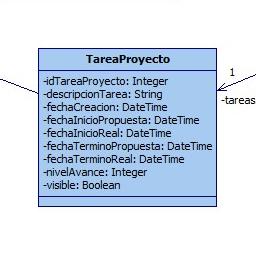 TareaProyecto
-idTareaProyecto: Integer
-descripcionTarea: String
-fechaCreacion: DateTime
-fechaInicioPropuesta: DateTime
-fechaInicioReal: DateTime
-fechaTerminoPropuesta: DateTime
-fechaTerminoReal: DateTime
-nivelAvance: Integer
-visible: Boolean
1
-tareas